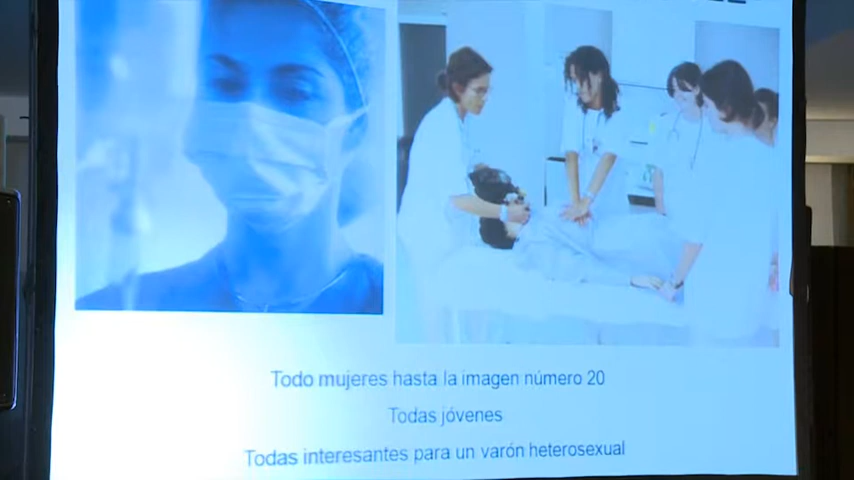 Todo mujeres hasta la imagen número 20
Todas jóvenes
Todas interesantes para un varón heterosexual